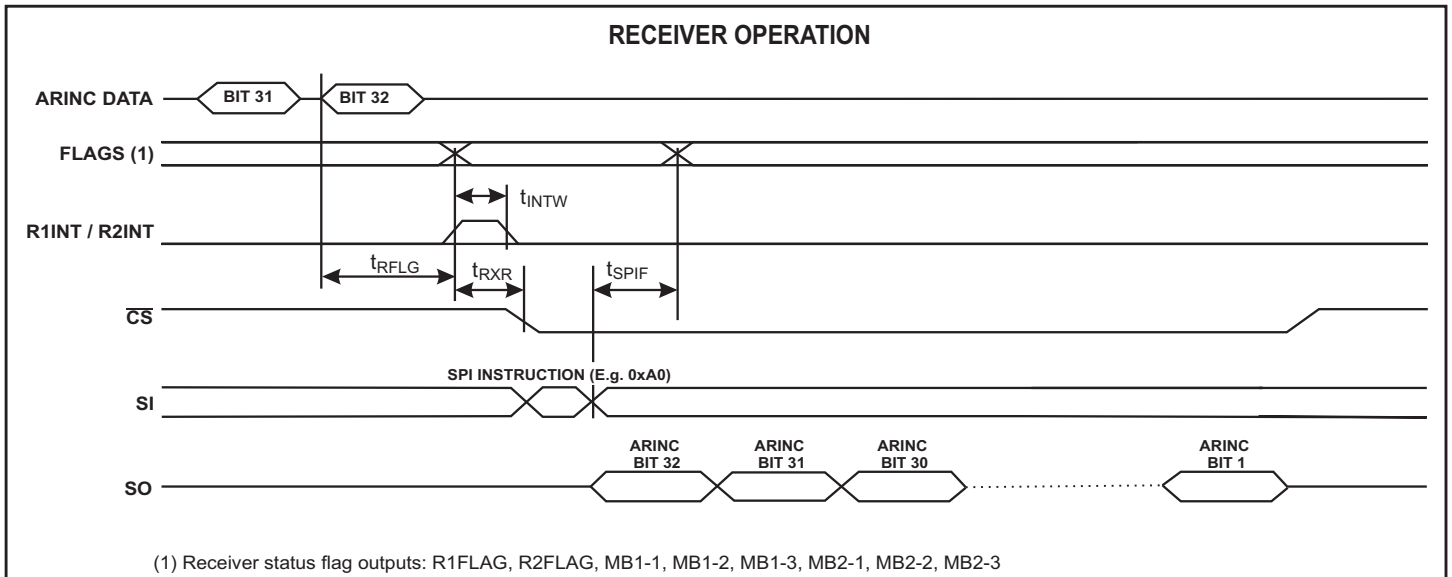 RECEIVER OPERATION
ARINC DATA
BIT 31
BIT 32
FLAGS (1)
tINTW
R1INT / R2INT
tRFLG
tRXR
tSPIF
CS
SPI INSTRUCTION (E.g. 0xA0)
SI
ARINC
BIT 32
ARINC
BIT 31
ARINC
BIT 30
ARINC
BIT 1
SO
(1) Receiver status flag outputs: R1FLAG, R2FLAG, MB1-1, MB1-2, MB1-3, MB2-1, MB2-2, MB2-3